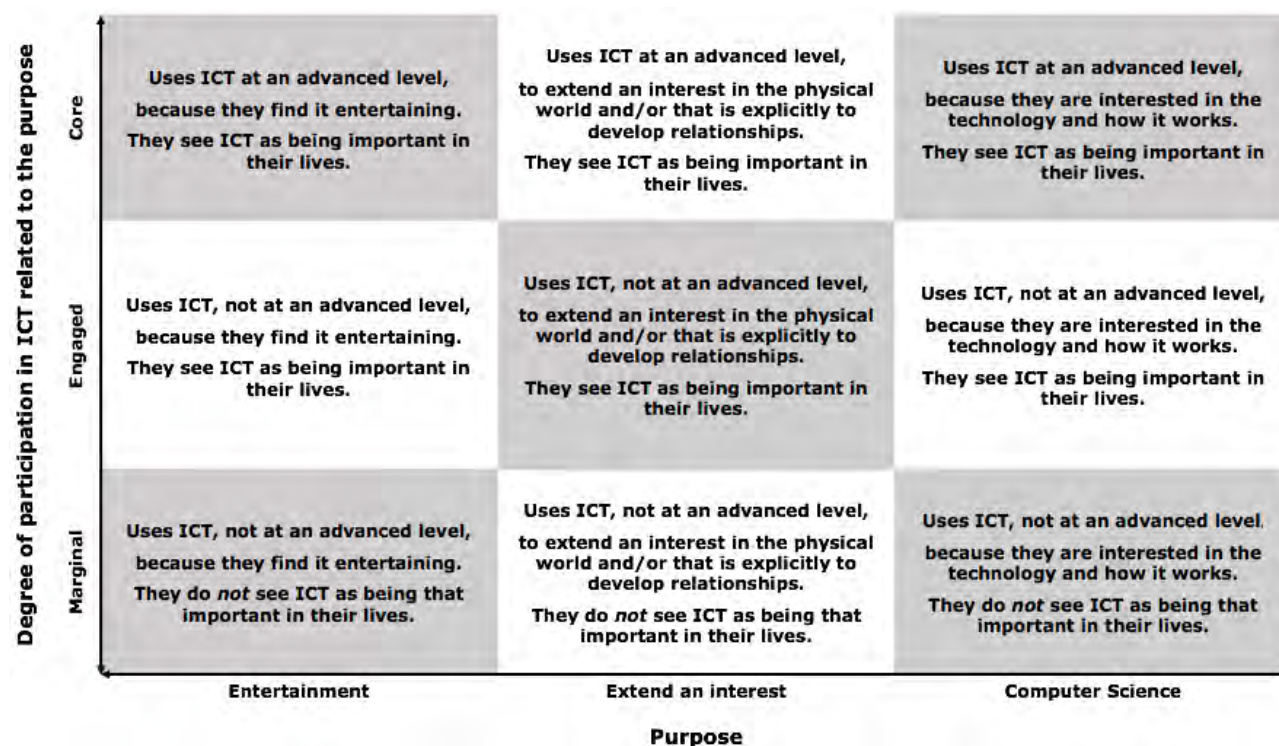 Degree of participation in ICT related to the purpose
Core
Uses ICT at an advanced level,
because they find it entertaining.
They see ICT as being important in
their lives.
Uses ICT at an advanced level,
to extend an interest in the physical
world and/or that is explicitly to
develop relationships.
They see ICT as being important in
their lives.
Uses ICT at an advanced level,
because they are interested in the
technology and how it works.
They see ICT as being important in
their lives.
Engaged
Uses ICT, not at an advanced level,
because they find it entertaining.
They see ICT as being important in
their lives.
Uses ICT, not at an advanced level,
to extend an interest in the physical
world and/or that is explicitly to
develop relationships.
They see ICT as being important in
their lives.
Uses ICT, not at an advanced level,
because they are interested in the
technology and how it works.
They see ICT as being important in
their lives.
Marginal
Uses ICT, not at an advanced level,
because they find it entertaining.
They do not see ICT as being that
important in their lives.
Uses ICT, not at an advanced level,
to extend an interest in the physical
world and/or that is explicitly to
develop relationships.
They do not see ICT as being that
important in their lives.
Uses ICT, not at an advanced level,
because they are interested in the
technology and how it works.
They do not see ICT as being that
important in their lives.
Entertainment
Extend an interest
Computer Science
Purpose